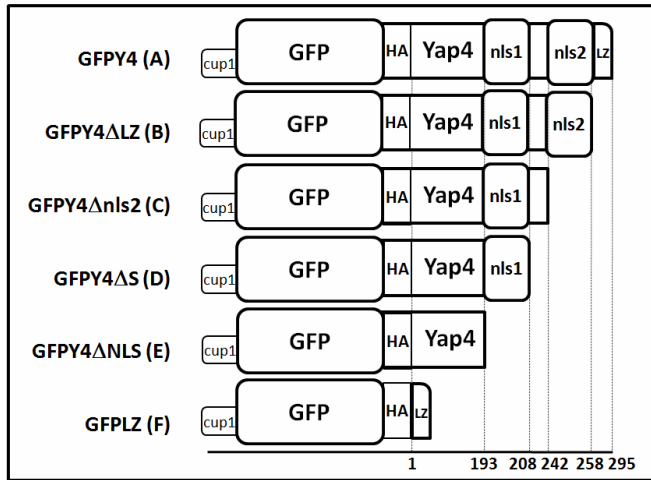 GFPY4 (A) cup1 GFP HA Yap4 nls1 nls2 LZ
GFPY4ΔLZ (B) cup1 GFP HA Yap4 nls1 nls2
GFPY4Δnls2 (C) cup1 GFP HA Yap4 nls1
GFPY4ΔS (D) cup1 GFP HA Yap4 nls1
GFPY4ΔNLS (E) cup1 GFP HA Yap4
GFPLZ (F) cup1 GFP HA LZ
1 193 208 242 258 295